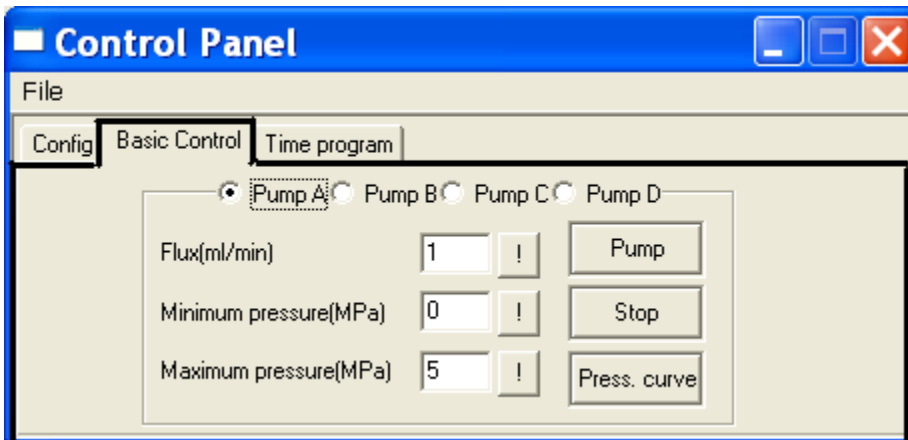 Control Panel
File
Config Basic Control Time program
Pump A Pump B Pump C Pump D
Flux(ml/min) 1 ! Pump
Minimum pressure(MPa) 0 ! Stop
Maximum pressure(MPa) 5 ! Press. curve